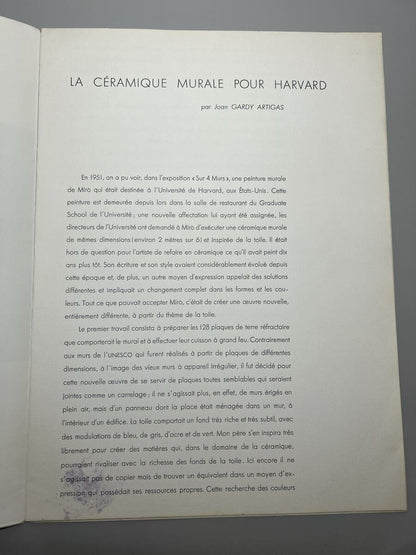 LA CÉRAMIQUE MURALE POUR HARVARD
par Joan GARDY ARTIGAS
En 1951, on a pu voir, dans l'exposition « Sur 4 Murs », une peinture murale
de Miró qui était destinée à l'Université de Harvard, aux États-Unis. Cette
peinture est demeurée depuis lors dans la salle de restaurant du Graduate
School de l'Université ; une nouvelle affectation lui ayant été assignée, les
directeurs de l'Université ont demandé à Miró d'exécuter une céramique murale
de mêmes dimensions (environ 2 mètres sur 6) et inspirée de la toile. Il était
hors de question pour l'artiste de refaire en céramique ce qu'il avait peint dix
ans plus tôt. Son écriture et son style avaient considérablement évolué depuis
cette époque et, de plus, un autre moyen d'expression appelait des solutions
différentes et impliquait un changement complet dans les formes et les cou-
leurs. Tout ce que pouvait accepter Miró, c'était de créer une œuvre nouvelle,
entièrement différente, à partir du thème de la toile.
Le premier travail consista à préparer les 128 plaques de terre réfractaire
que comporterait le mural et à effectuer leur cuisson à grand feu. Contrairement
aux murs de l'UNESCO qui furent réalisés à partir de plaques de différentes
dimensions, à l'image des vieux murs à appareil irrégulier, il fut décidé pour
cette nouvelle œuvre de se servir de plaques toutes semblables qui seraient
jointes comme un carrelage ; il ne s'agissait plus, en effet, de murs érigés en
plein air, mais d'un panneau dont la place était ménagée dans un mur, à
l'intérieur d'un édifice. La toile comportait un fond très riche et très subtil, avec
des modulations de bleu, de gris, d'ocre et de vert. Mon père s'en inspira très
librement pour créer des matières qui, dans le domaine de la céramique,
pourraient rivaliser avec la richesse des fonds de la toile. Ici encore il ne
s'agissait pas de copier mais de trouver un équivalent dans un moyen d'ex-
pression qui possédait ses ressources propres. Cette recherche des couleurs